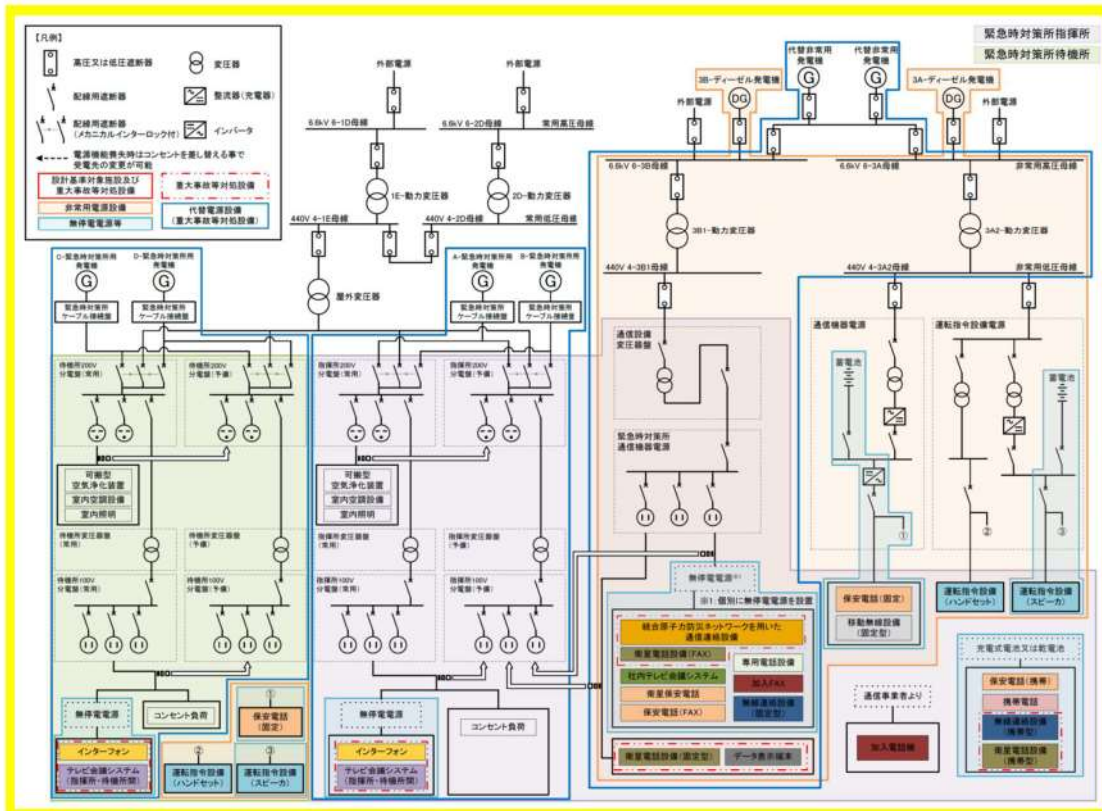 【凡例】
高圧又は低圧遮断器
変圧器
配線用遮断器
整流器(充電器)
配線用遮断器
(メカニカルインターロック付)
インバータ
電源機能喪失時はコンセントを差し替える事で
受電先の変更が可能
設計基準対象施設及び
重大事故等対処設備
重大事故等対処設備
非常用電源設備
代替電源設備
(重大事故等対処設備)
無停電電源等
緊急時対策所指揮所
緊急時対策所待機所
外部電源
外部電源
6.6kV 6-1D母線
6.6kV 6-2D母線
常用高圧母線
1E-動力変圧器
2D-動力変圧器
440V 4-1E母線
440V 4-2D母線
常用低圧母線
屋外変圧器
代替非常用
発電機
G
代替非常用
発電機
G
3B-ディーゼル発電機
DG
3A-ディーゼル発電機
DG
外部電源
外部電源
6.6kV 6-3B母線
6.6kV 6-3A母線
非常用高圧母線
3B1-動力変圧器
3A2-動力変圧器
440V 4-3B1母線
440V 4-3A2母線
非常用低圧母線
C-緊急時対策所用
発電機
G
D-緊急時対策所用
発電機
G
A-緊急時対策所用
発電機
G
B-緊急時対策所用
発電機
G
緊急時対策所
ケーブル接続盤
緊急時対策所
ケーブル接続盤
緊急時対策所
ケーブル接続盤
緊急時対策所
ケーブル接続盤
待機所200V
分電盤(常用)
待機所200V
分電盤(予備)
指揮所200V
分電盤(常用)
指揮所200V
分電盤(予備)
可搬型
空気浄化装置
室内空調設備
室内照明
可搬型
空気浄化装置
室内空調設備
室内照明
待機所変圧器盤
(常用)
待機所変圧器盤
(予備)
指揮所変圧器盤
(常用)
指揮所変圧器盤
(予備)
待機所100V
分電盤(常用)
待機所100V
分電盤(予備)
指揮所100V
分電盤(常用)
指揮所100V
分電盤(予備)
無停電電源
コンセント負荷
インターフォン
テレビ会議システム
(指揮所・待機所間)
①
保安電話
(固定)
②
運転指令設備
(ハンドセット)
③
運転指令設備
(スピーカ)
無停電電源
コンセント負荷
インターフォン
テレビ会議システム
(指揮所・待機所間)
通信設備
変圧器盤
緊急時対策所
通信機器電源
無停電電源※1
※1:個別に無停電電源を設置
統合原子力防災ネットワークを用いた
通信連絡設備
衛星電話設備(FAX)
専用電話設備
社内テレビ会議システム
加入FAX
衛星保安電話
保安電話(FAX)
無線連絡設備
(固定型)
衛星電話設備(固定型)
データ表示端末
通信機器電源
蓄電池
①
運転指令設備電源
蓄電池
②
③
保安電話(固定)
移動無線設備
(固定型)
運転指令設備
(ハンドセット)
運転指令設備
(スピーカ)
通信事業者より
加入電話機
充電式電池又は乾電池
保安電話(携帯)
携帯電話
無線連絡設備
(携帯型)
衛星電話設備
(携帯型)